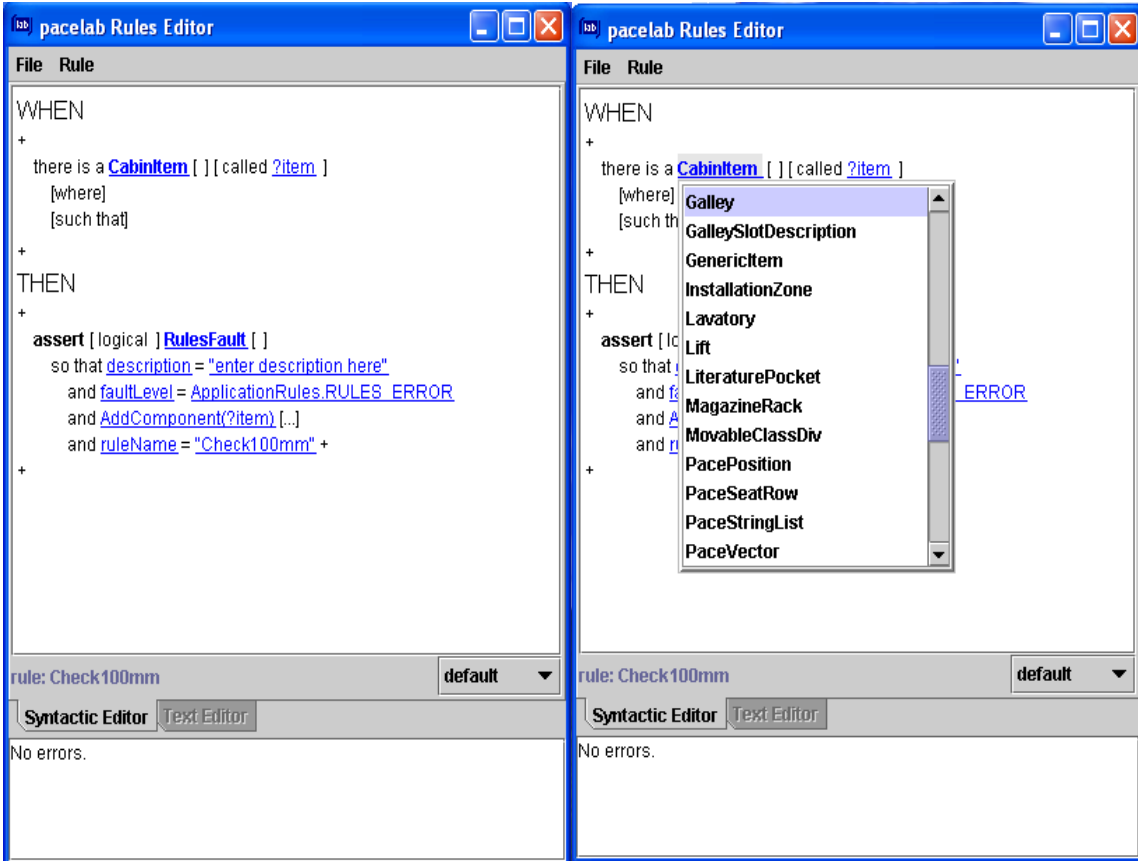 pacelab Rules Editor
File Rule
WHEN
+
there is a CabinItem [ ] [ called ?item ]
[where]
[such that]
+
THEN
+
assert [ logical ] RulesFault [ ]
so that description = "enter description here"
and faultLevel = ApplicationRules.RULES_ERROR
and AddComponent(?item) [...]
and ruleName = "Check100mm" +
+
rule: Check100mm
default
Syntactic Editor Text Editor
No errors.
pacelab Rules Editor
File Rule
WHEN
+
there is a CabinItem [ ] [ called ?item ]
[where]
[such th
+
THEN
+
assert [ lo
so that
and fa ERROR
and A
and ru
+
Galley
GalleySlotDescription
GenericItem
InstallationZone
Lavatory
Lift
LiteraturePocket
MagazineRack
MovableClassDiv
PacePosition
PaceSeatRow
PaceStringList
PaceVector
rule: Check100mm
default
Syntactic Editor Text Editor
No errors.